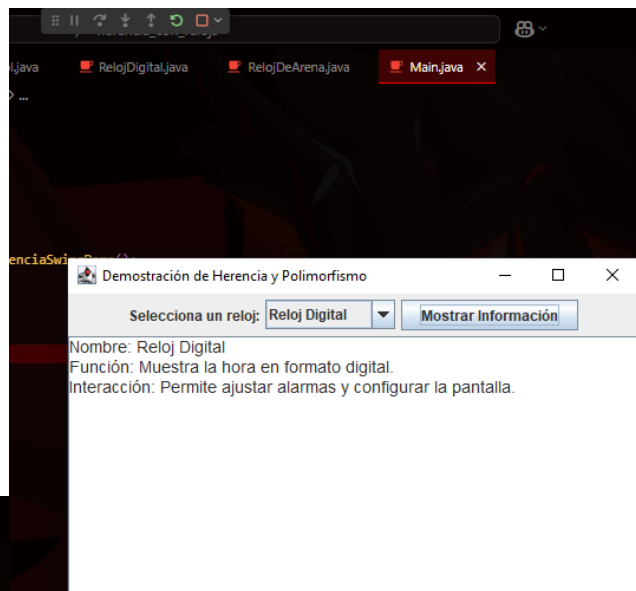 l.java RelojDigital.java RelojDeArena.java Main.java
> ...
enciaSwi
Demostración de Herencia y Polimorfismo
Selecciona un reloj: Reloj Digital Mostrar Información
Nombre: Reloj Digital
Función: Muestra la hora en formato digital.
Interacción: Permite ajustar alarmas y configurar la pantalla.